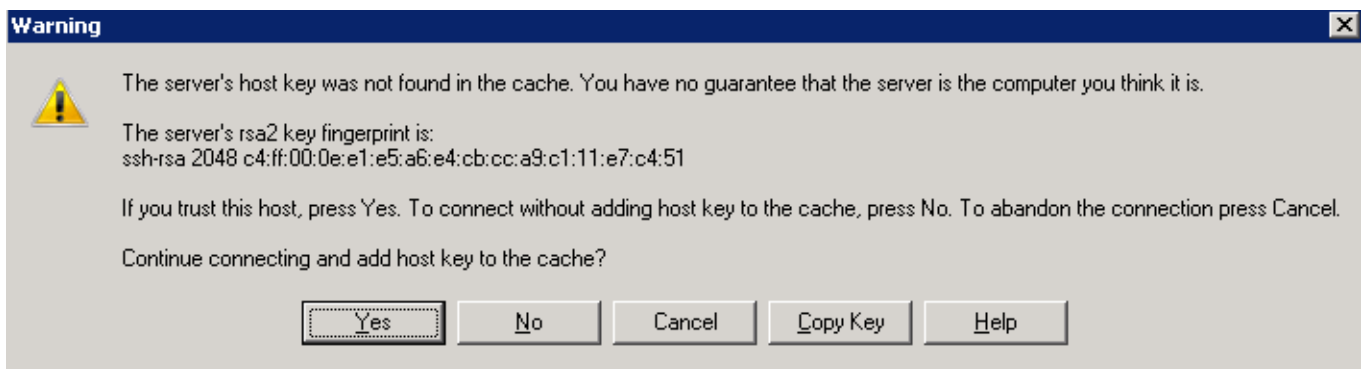 Warning
The server's host key was not found in the cache. You have no guarantee that the server is the computer you think it is.
The server's rsa2 key fingerprint is:
ssh-rsa 2048 c4:ff:00:0e:e1:e5:a6:e4:cb:cc:a9:c1:11:e7:c4:51
If you trust this host, press Yes. To connect without adding host key to the cache, press No. To abandon the connection press Cancel.
Continue connecting and add host key to the cache?
Yes No Cancel Copy Key Help